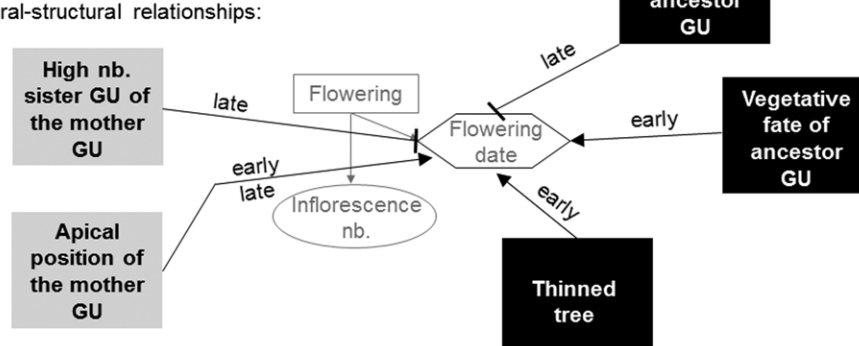 ral-structural relationships:
ancestor
GU
High nb.
sister GU of
the mother
GU
late
late
Flowering
Flowering
date
early
Vegetative
fate of
ancestor
GU
early
late
Inflorescence
nb.
early
Apical
position of
the mother
GU
Thinned
tree